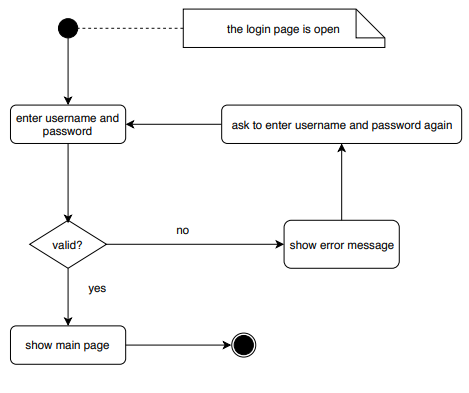 the login page is open
enter username and
password
ask to enter username and password again
valid?
no
show error message
yes
show main page